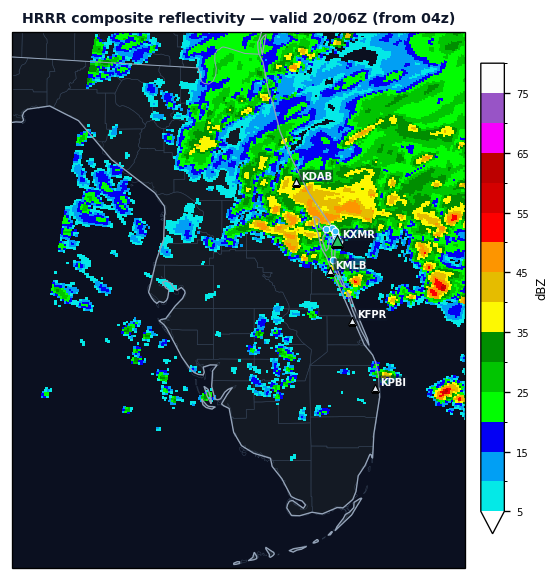 HRRR composite reflectivity — valid 20/06Z (from 04z)
KDAB
KXMR
KMLB
KFPR
KPBI
75
65
55
45
35
25
15
5
dBZ